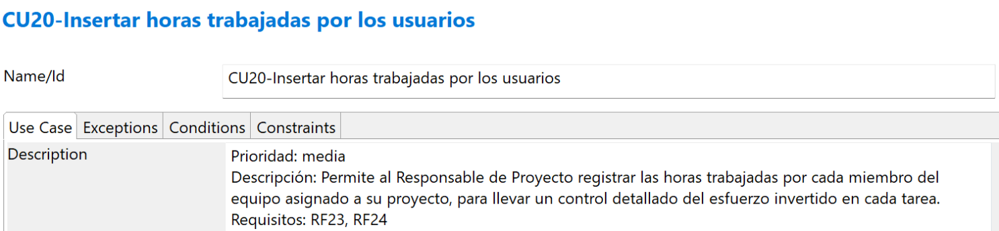 CU20-Insertar horas trabajadas por los usuarios
Name/Id
CU20-Insertar horas trabajadas por los usuarios
Use Case Exceptions Conditions Constraints
Description
Prioridad: media
Descripción: Permite al Responsable de Proyecto registrar las horas trabajadas por cada miembro del
equipo asignado a su proyecto, para llevar un control detallado del esfuerzo invertido en cada tarea.
Requisitos: RF23, RF24